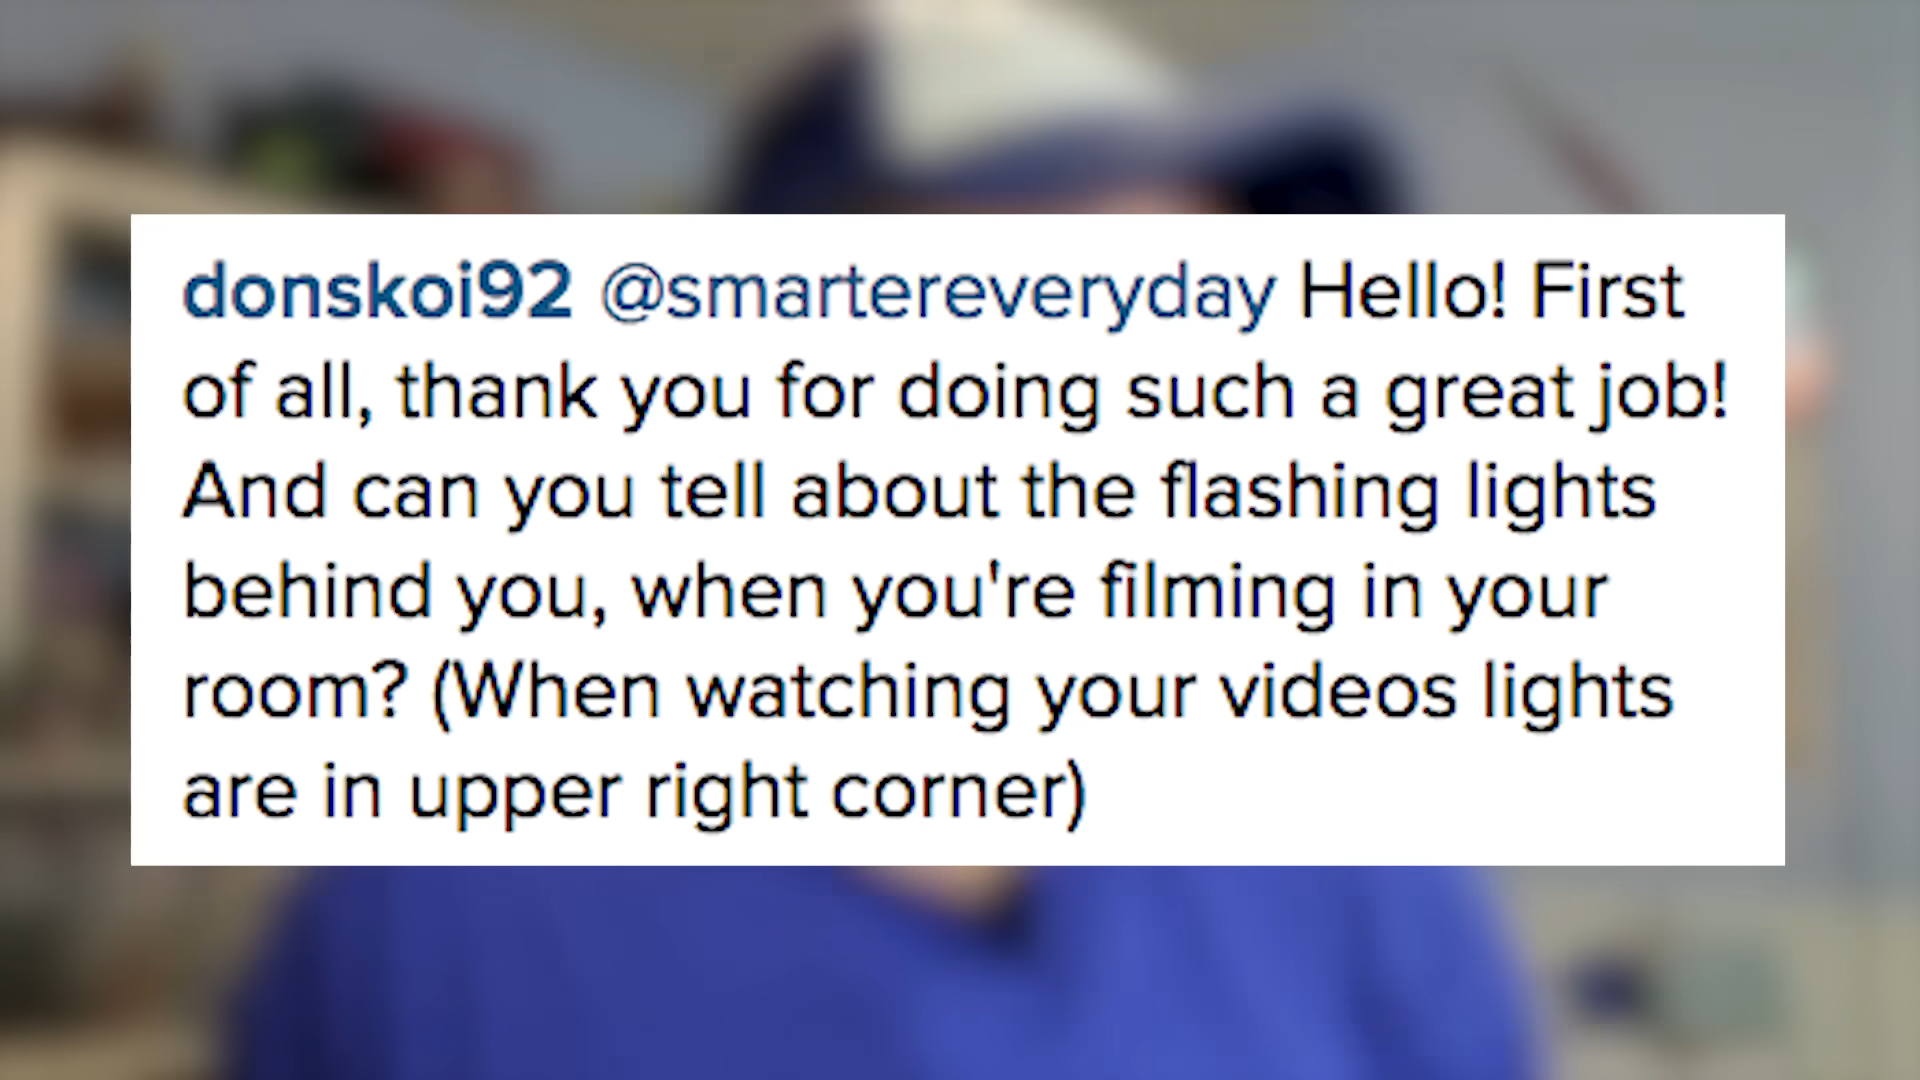 donskoi92 @smartereveryday Hello! First
of all, thank you for doing such a great job!
And can you tell about the flashing lights
behind you, when you're filming in your
room? (When watching your videos lights
are in upper right corner)